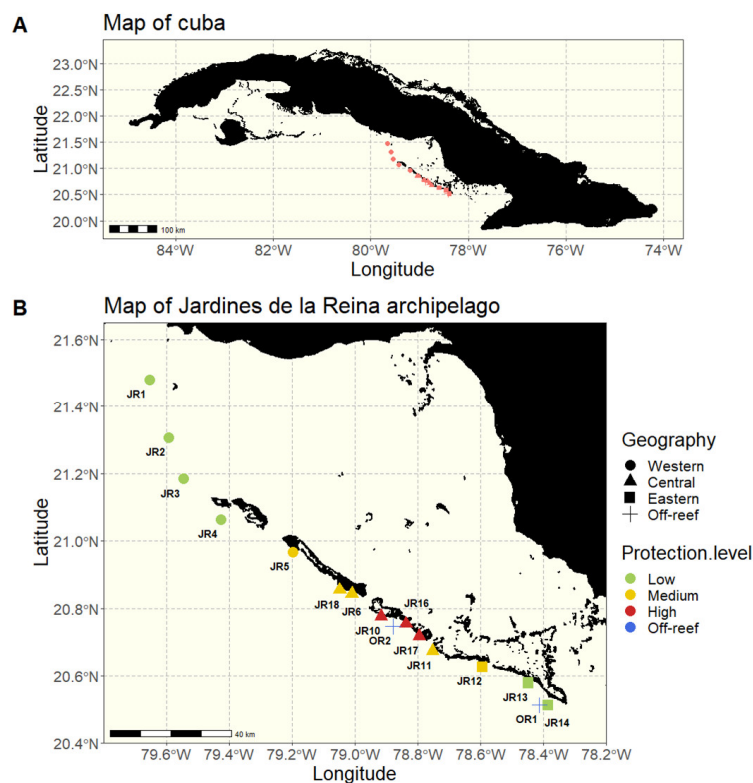 A
Map of cuba
Latitude
23.0°N
22.5°N
22.0°N
21.5°N
21.0°N
20.5°N
20.0°N
100 km
84°W
82°W
80°W
78°W
76°W
74°W
Longitude
B
Map of Jardines de la Reina archipelago
Latitude
21.6°N
21.4°N
21.2°N
21.0°N
20.8°N
20.6°N
20.4°N
JR1
JR2
JR3
JR4
JR5
JR18
JR6
JR16
JR10
OR2
JR17
JR11
JR12
JR13
OR1
JR14
40 km
79.6°W
79.4°W
79.2°W
79.0°W
78.8°W
78.6°W
78.4°W
78.2°W
Longitude
Geography
Western
Central
Eastern
Off-reef
Protection.level
Low
Medium
High
Off-reef